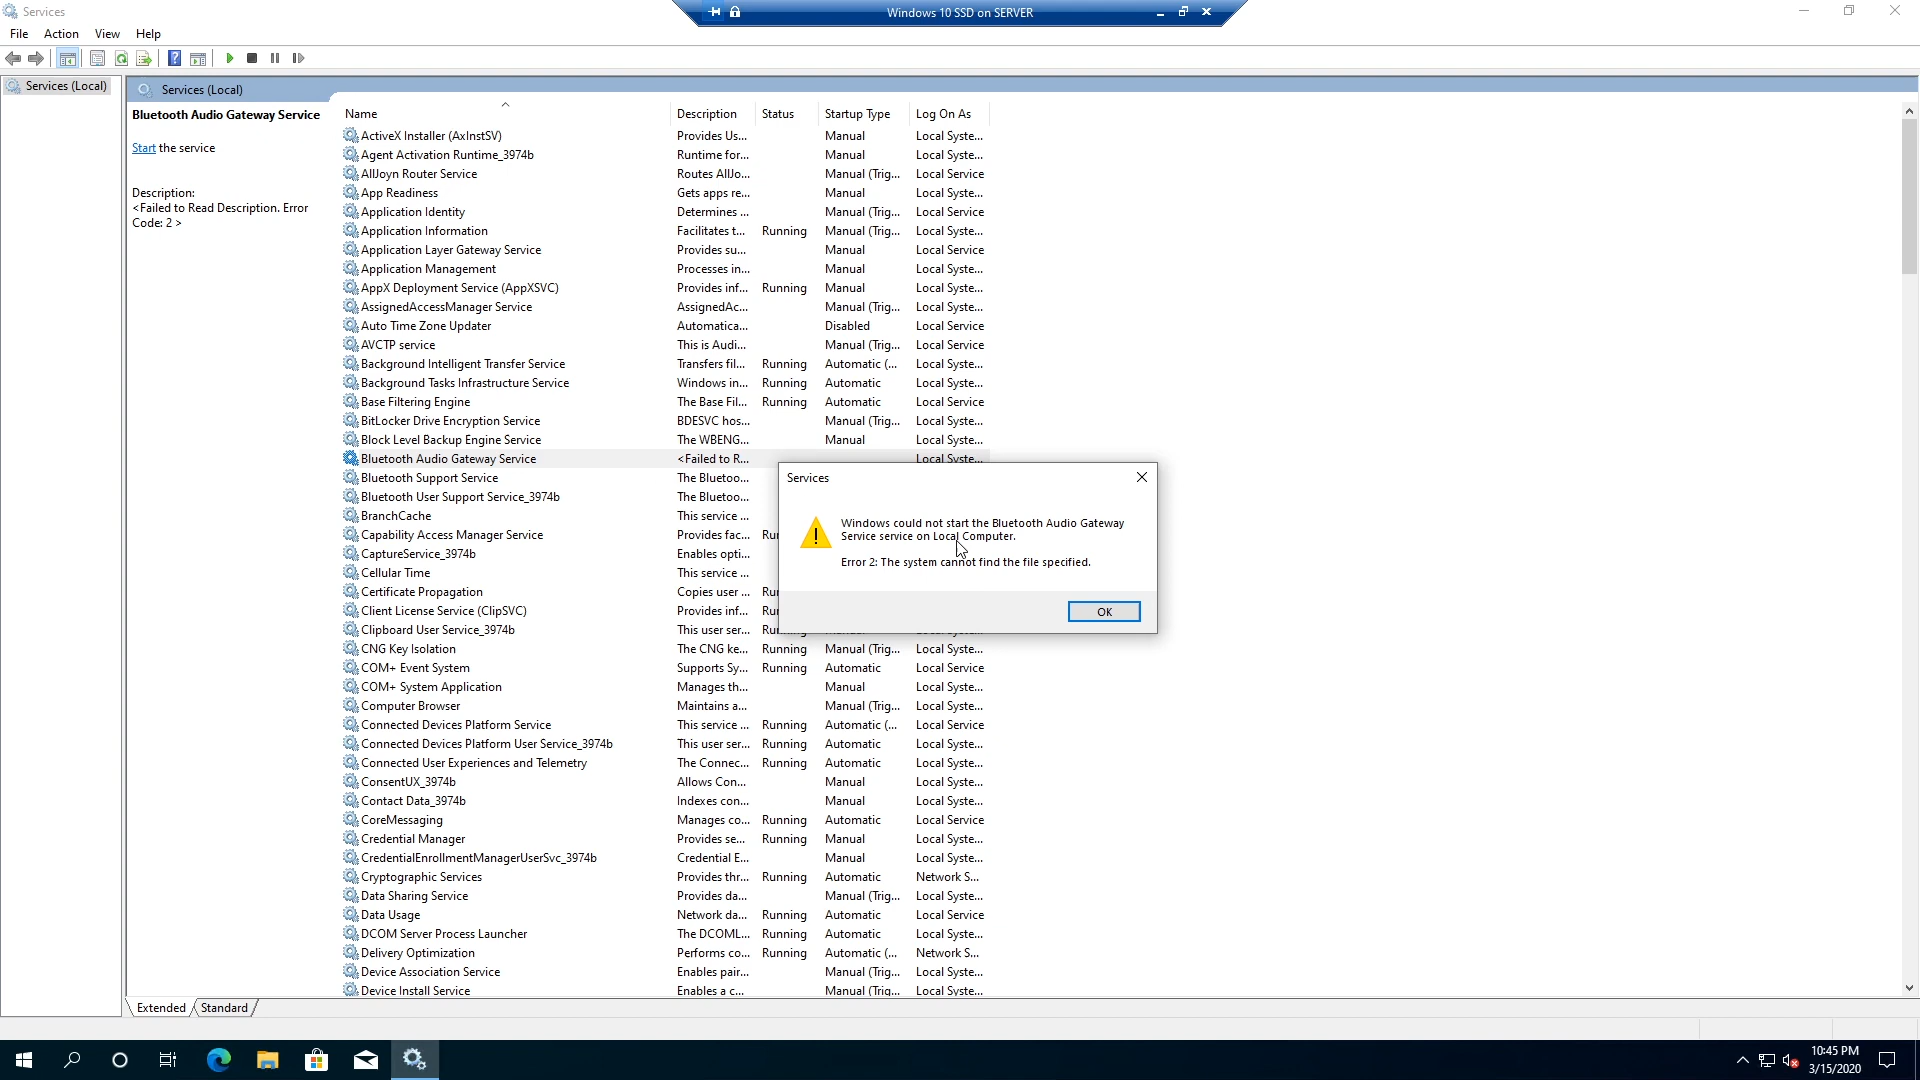 Services
Windows 10 SSD on SERVER
File Action View Help
Services (Local)
Services (Local)
Bluetooth Audio Gateway Service
Start the service
Description:
<Failed to Read Description. Error
Code: 2 >
Name Description Status Startup Type Log On As
ActiveX Installer (AxInstSV) Provides Us... Manual Local Syste...
Agent Activation Runtime_3974b Runtime for... Manual Local Syste...
AllJoyn Router Service Routes AllJo... Manual (Trig... Local Service
App Readiness Gets apps re... Manual Local Syste...
Application Identity Determines ... Manual (Trig... Local Service
Application Information Facilitates t... Running Manual (Trig... Local Syste...
Application Layer Gateway Service Provides su... Manual Local Service
Application Management Processes in... Manual Local Syste...
AppX Deployment Service (AppXSVC) Provides inf... Running Manual Local Syste...
AssignedAccessManager Service AssignedAc... Manual (Trig... Local Syste...
Auto Time Zone Updater Automatica... Disabled Local Service
AVCTP service This is Audi... Manual (Trig... Local Service
Background Intelligent Transfer Service Transfers fil... Running Automatic (... Local Syste...
Background Tasks Infrastructure Service Windows in... Running Automatic Local Syste...
Base Filtering Engine The Base Fil... Running Automatic Local Service
BitLocker Drive Encryption Service BDESVC hos... Manual (Trig... Local Syste...
Block Level Backup Engine Service The WBENG... Manual Local Syste...
Bluetooth Audio Gateway Service <Failed to R... Local Syste...
Bluetooth Support Service The Bluetoo...
Bluetooth User Support Service_3974b The Bluetoo...
BranchCache This service ...
Capability Access Manager Service Provides fac...
CaptureService_3974b Enables opti...
Cellular Time This service ...
Certificate Propagation Copies user ...
Client License Service (ClipSVC) Provides inf...
Clipboard User Service_3974b This user ser...
CNG Key Isolation The CNG ke... Running Manual (Trig... Local Syste...
COM+ Event System Supports Sy... Running Automatic Local Service
COM+ System Application Manages th... Manual Local Syste...
Computer Browser Maintains a... Manual (Trig... Local Syste...
Connected Devices Platform Service This service ... Running Automatic (... Local Service
Connected Devices Platform User Service_3974b This user ser... Running Automatic Local Syste...
Connected User Experiences and Telemetry The Connec... Running Automatic Local Syste...
ConsentUX_3974b Allows Con... Manual Local Syste...
Contact Data_3974b Indexes con... Manual Local Syste...
CoreMessaging Manages co... Running Automatic Local Service
Credential Manager Provides se... Running Manual Local Syste...
CredentialEnrollmentManagerUserSvc_3974b Credential E... Manual Local Syste...
Cryptographic Services Provides thr... Running Automatic Network S...
Data Sharing Service Provides da... Manual (Trig... Local Syste...
Data Usage Network da... Running Automatic Local Service
DCOM Server Process Launcher The DCOML... Running Automatic Local Syste...
Delivery Optimization Performs co... Running Automatic (... Network S...
Device Association Service Enables pair... Manual (Trig... Local Syste...
Device Install Service Enables a c... Manual (Trig... Local Syste...
Services
Windows could not start the Bluetooth Audio Gateway
Service service on Local Computer.
Error 2: The system cannot find the file specified.
OK
Extended Standard
10:45 PM
3/15/2020